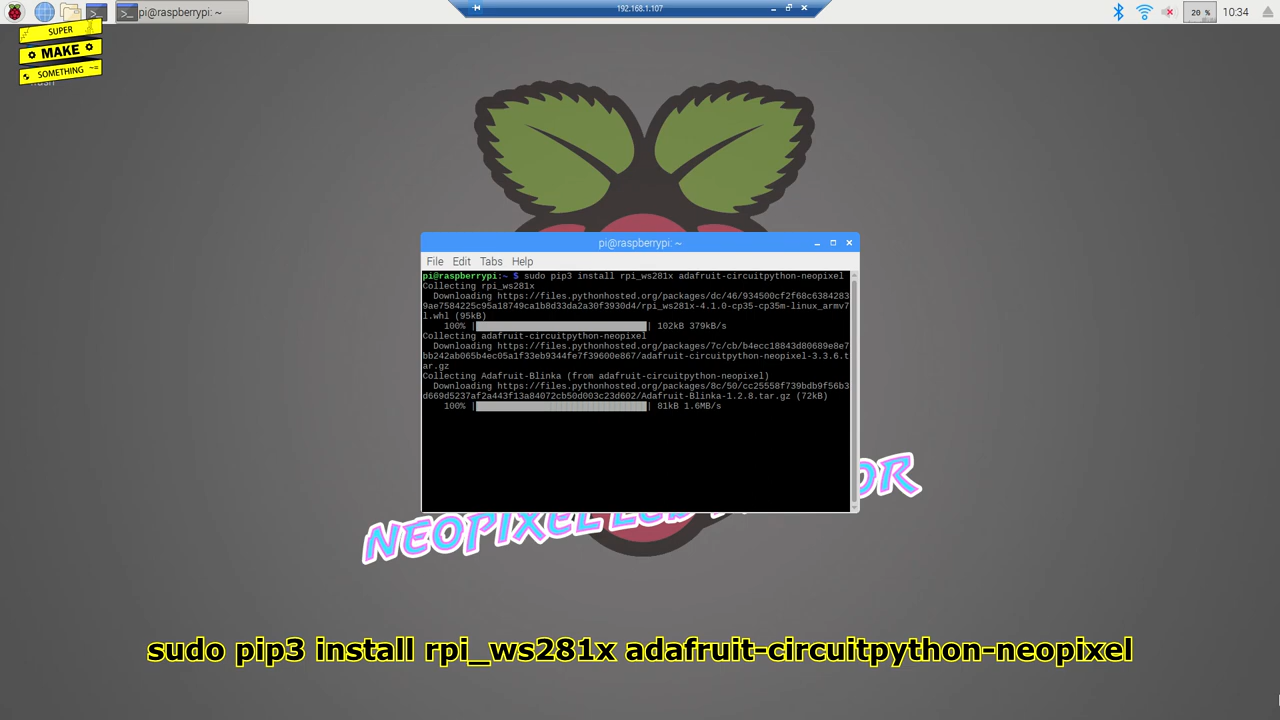 pi@raspberrypi: ~
192.168.1.107
20 %
10:34
SUPER
MAKE
SOMETHING
pi@raspberrypi: ~
File Edit Tabs Help
pi@raspberrypi:~ $ sudo pip3 install rpi_ws281x adafruit-circuitpython-neopixel
Collecting rpi_ws281x
Downloading https://files.pythonhosted.org/packages/dc/46/934500cf2f68c6384283
9ae7584225c95a18749ca1b8d33da2a30f3930d4/rpi_ws281x-4.1.0-cp35-cp35m-linux_armv7
l.whl (95kB)
100% | | 102kB 379kB/s
Collecting adafruit-circuitpython-neopixel
Downloading https://files.pythonhosted.org/packages/7c/cb/b4ecc18843d80689e8e7
bb242ab065b4ec05a1f33eb9344fe7f39600e867/adafruit-circuitpython-neopixel-3.3.6.t
ar.gz
Collecting Adafruit-Blinka (from adafruit-circuitpython-neopixel)
Downloading https://files.pythonhosted.org/packages/8c/50/cc25558f739bdb9f56b3
d669d5237af2a443f13a84072cb50d003c23d602/Adafruit-Blinka-1.2.8.tar.gz (72kB)
100% | | 81kB 1.6MB/s
NEOPIXEL LED
sudo pip3 install rpi_ws281x adafruit-circuitpython-neopixel